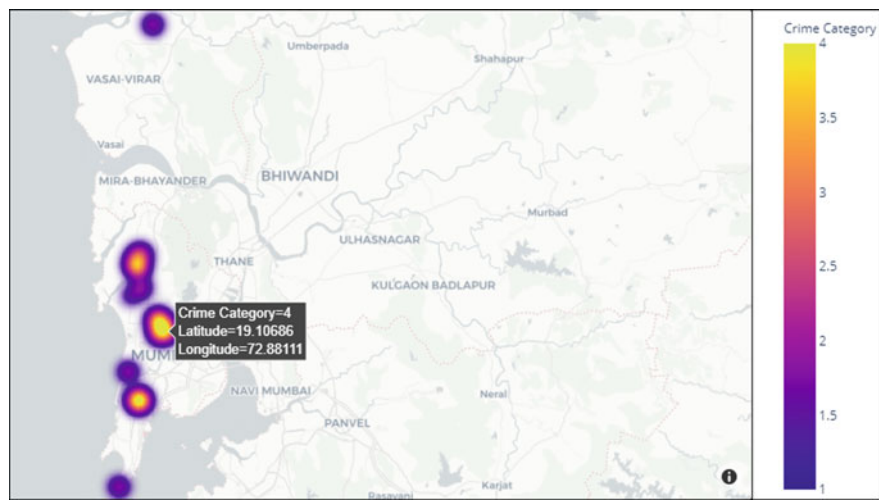 Crime Category
4
3.5
3
2.5
2
1.5
1
Umberpada
Shahapur
VASAI-VIRAR
Vasai
MIRA-BHAYANDER
BHIWANDI
Murbad
THANE
ULHASNAGAR
KULGAON BADLAPUR
Crime Category=4
Latitude=19.10686
Longitude=72.88111
MUM
NAVI MUMBAI
Neral
PANVEL
Rasayani
Karjat